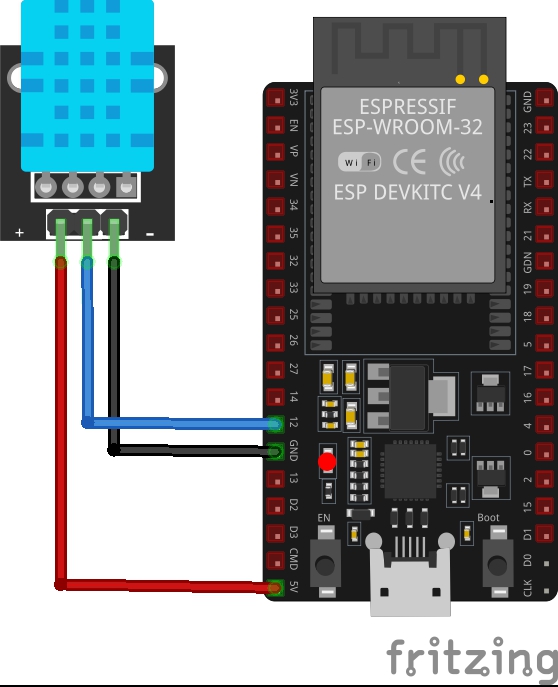 + -
ESPRESSIF
ESP-WROOM-32
Wi Fi
CE
ESP DEVKITC V4
3V3
EN
VP
VN
34
35
32
33
25
26
27
14
12
GND
13
D2
D3
CMD
5V
GND
23
22
TX
RX
21
GDN
19
18
5
17
16
4
0
2
15
D1
D0
CLK
EN
Boot
fritzing